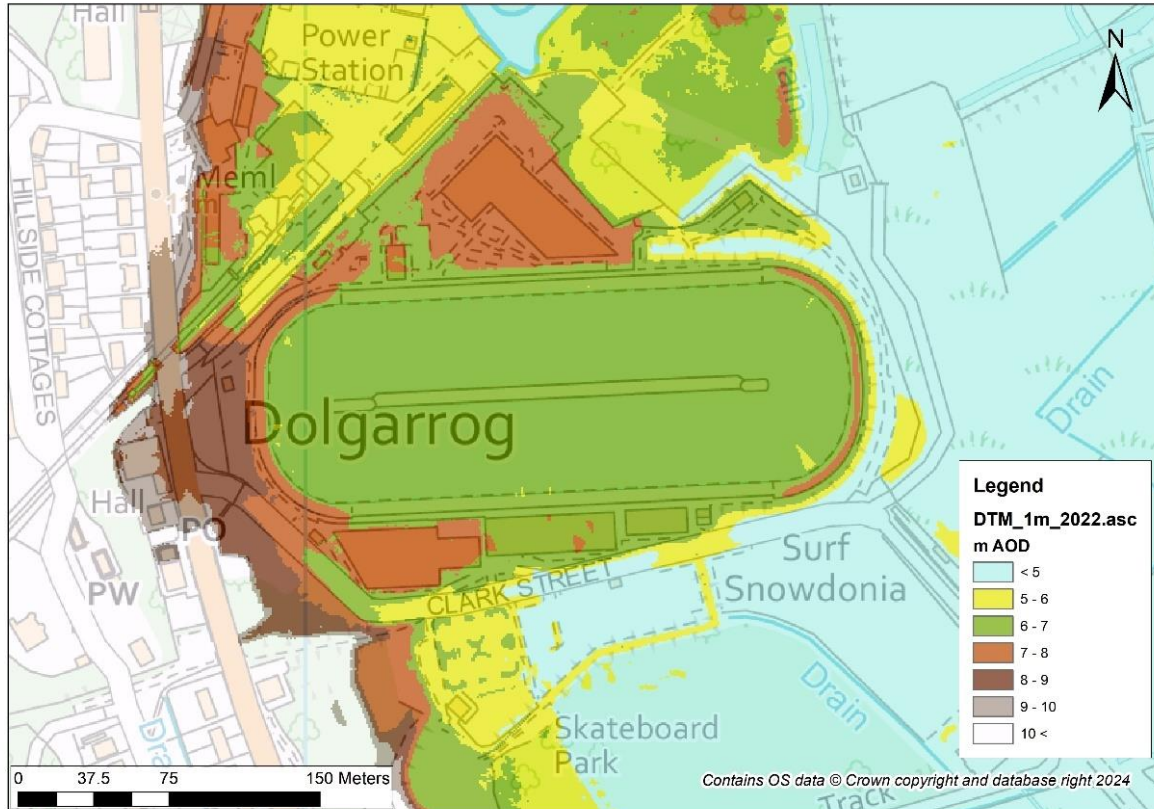 Hall
Power
Station
Drain
N
Meml
HILLSIDE COTTAGES
Dolgarrog
Drain
Hall
PO
PW
CLARK STREET
Surf
Snowdonia
Drain
Skateboard
Park
Track
Legend
DTM_1m_2022.asc
m AOD
< 5
5 - 6
6 - 7
7 - 8
8 - 9
9 - 10
10 <
0 37.5 75 150 Meters
Contains OS data © Crown copyright and database right 2024